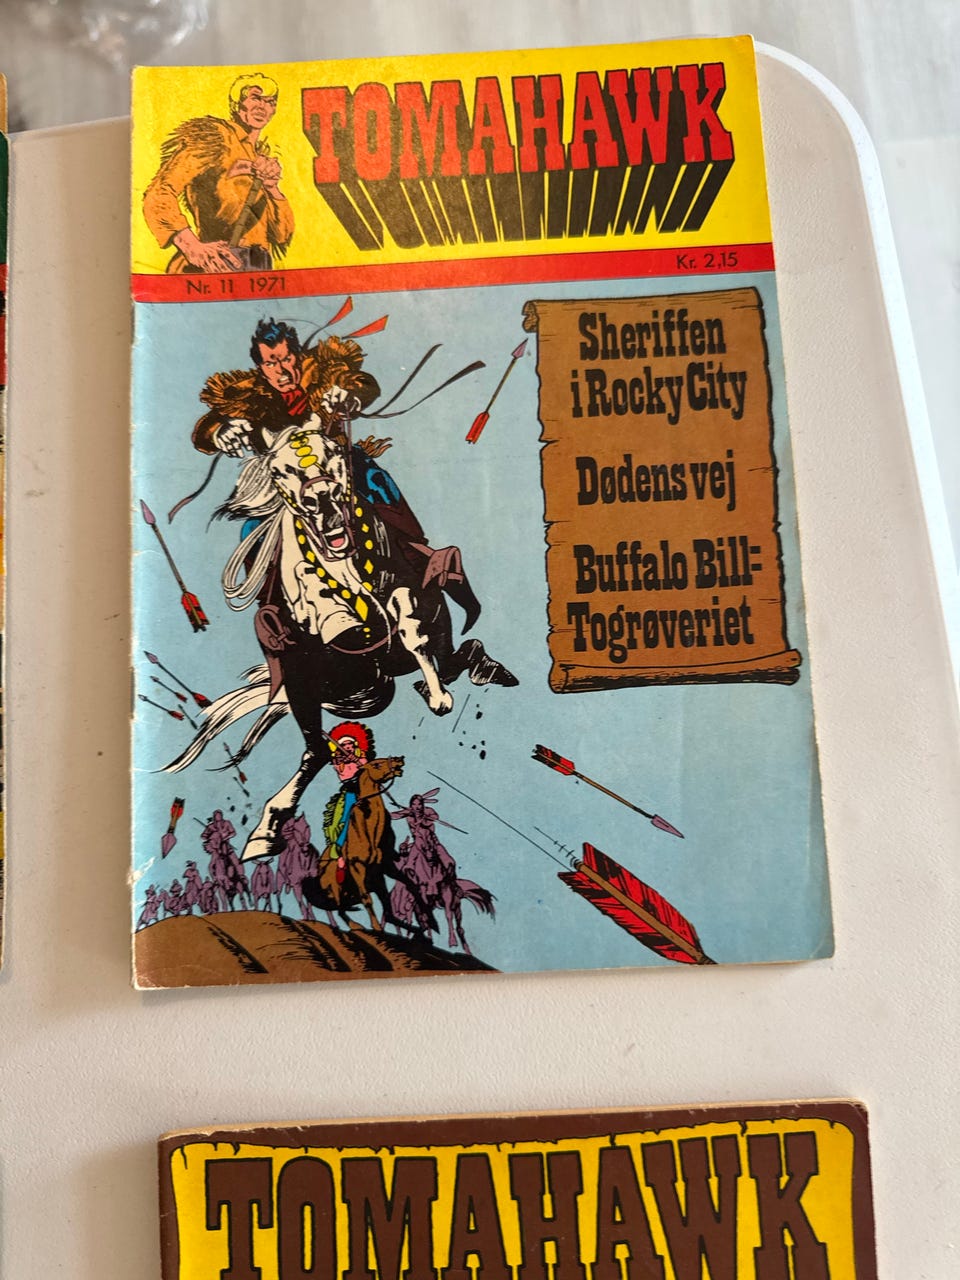 TOMAHAWK
Nr. 11 1971
Kr. 2,15
Sheriffen
i Rocky City
Dødens vej
Buffalo Bill:
Togrøveriet
TOMAHAWK